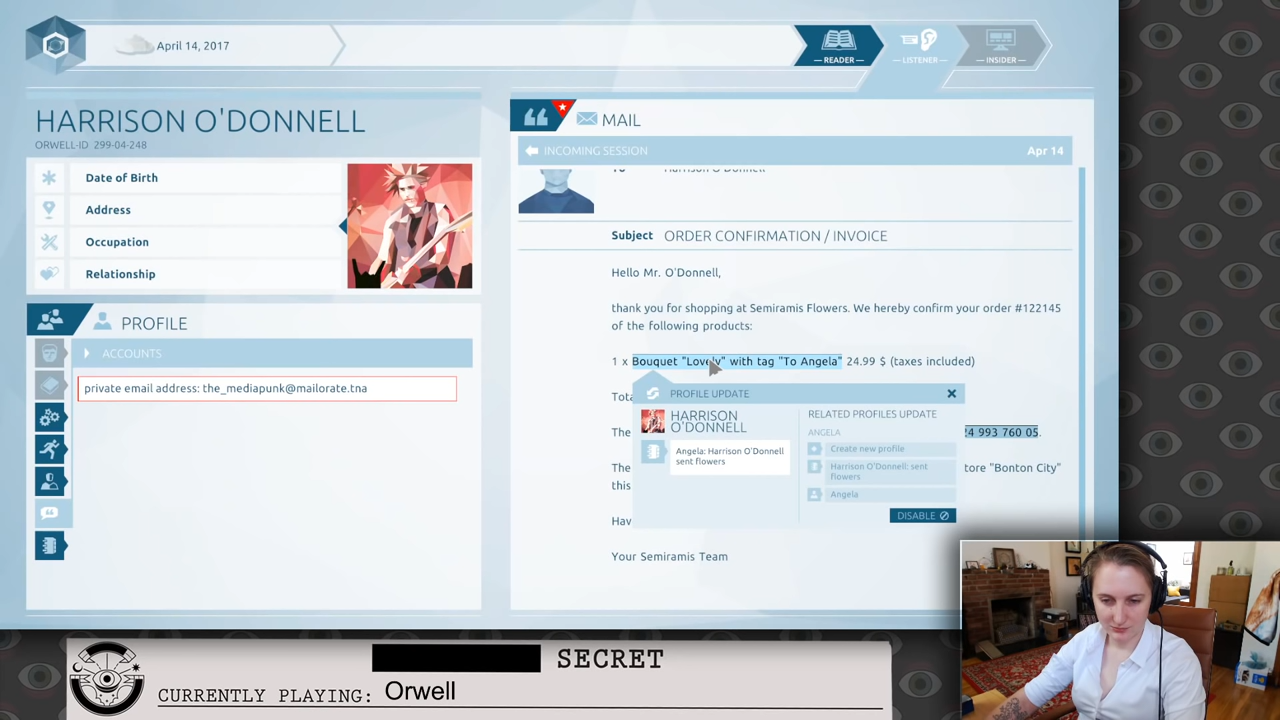 April 14, 2017
READER
LISTENER
INSIDER
HARRISON O'DONNELL
ORWELL-ID 299-04-248
Date of Birth
Address
Occupation
Relationship
PROFILE
ACCOUNTS
private email address: the_mediapunk@mailorate.tna
MAIL
INCOMING SESSION
Apr 14
Harrison O'Donnell
Subject ORDER CONFIRMATION / INVOICE
Hello Mr. O'Donnell,
thank you for shopping at Semiramis Flowers. We hereby confirm your order #122145
of the following products:
1 x Bouquet "Lovely" with tag "To Angela" 24.99 $ (taxes included)
PROFILE UPDATE
HARRISON
O'DONNELL
Angela: Harrison O'Donnell
sent flowers
RELATED PROFILES UPDATE
ANGELA
Create new profile
Harrison O'Donnell: sent
flowers
Angela
DISABLE
The
24 993 760 05.
The
tore "Bonton City"
this
Your Semiramis Team
SECRET
CURRENTLY PLAYING: Orwell